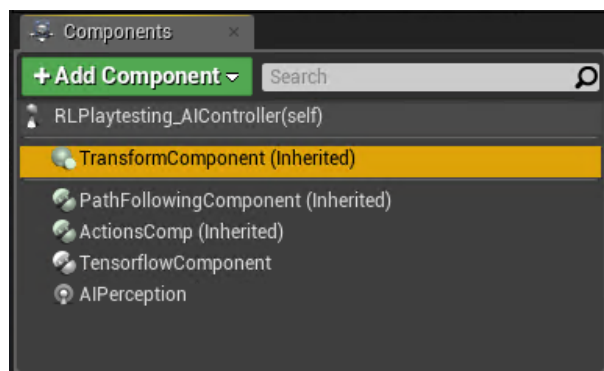 Components
+Add Component
Search
RLPlaytesting_AIController(self)
TransformComponent (Inherited)
PathFollowingComponent (Inherited)
ActionsComp (Inherited)
TensorflowComponent
AIPerception